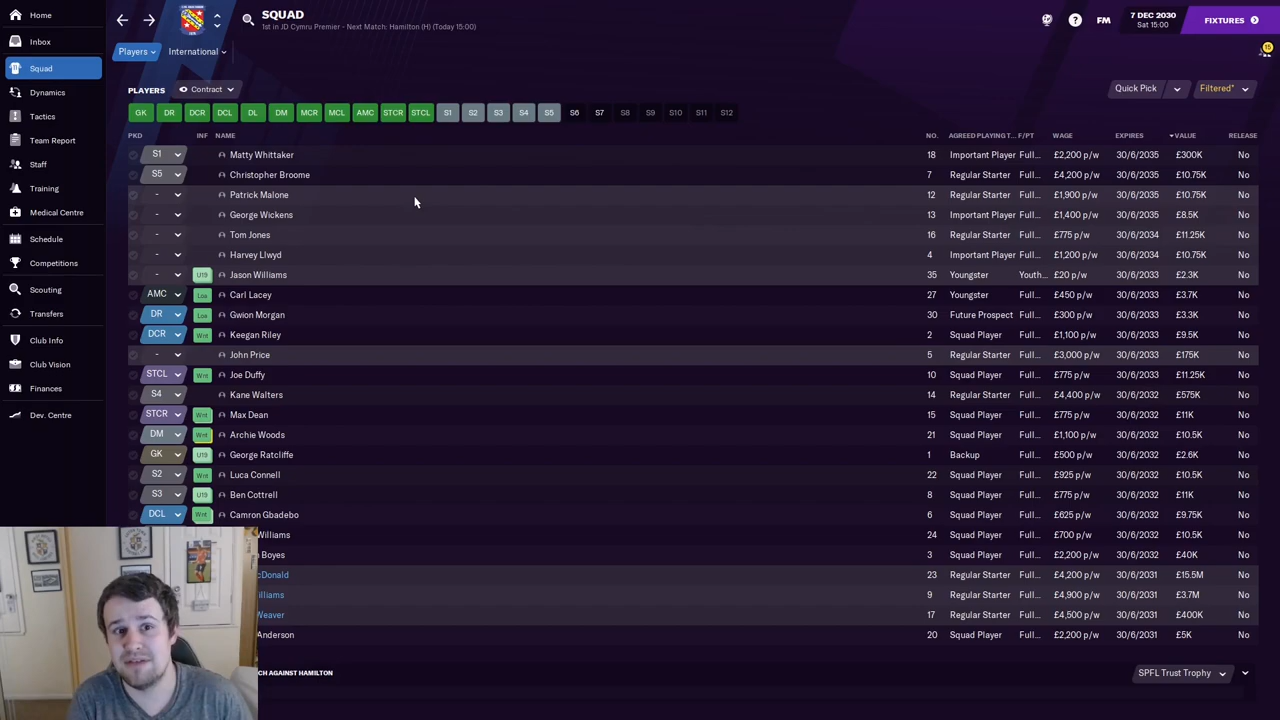 Home
Inbox
Squad
Dynamics
Tactics
Team Report
Staff
Training
Medical Centre
Schedule
Competitions
Scouting
Transfers
Club Info
Club Vision
Finances
Dev. Centre
SQUAD
1st in JD Cymru Premier - Next Match: Hamilton (H) (Today 15:00)
FM
7 DEC 2030
Sat 15:00
FIXTURES
15
Players
International
PLAYERS
Contract
Quick Pick
Filtered*
GK DR DCR DCL DL DM MCR MCL AMC STCR STCL S1 S2 S3 S4 S5 S6 S7 S8 S9 S10 S11 S12
PKD INF NAME NO. AGREED PLAYING T... F/PT WAGE EXPIRES VALUE RELEASE
S1 Matty Whittaker 18 Important Player Full... £2,200 p/w 30/6/2035 £300K No
S5 Christopher Broome 7 Regular Starter Full... £4,200 p/w 30/6/2035 £10.75K No
- Patrick Malone 12 Regular Starter Full... £1,900 p/w 30/6/2035 £10.75K No
- George Wickens 13 Important Player Full... £1,400 p/w 30/6/2035 £8.5K No
- Tom Jones 16 Regular Starter Full... £775 p/w 30/6/2034 £11.25K No
- Harvey Llwyd 4 Important Player Full... £1,200 p/w 30/6/2034 £10.75K No
- U19 Jason Williams 35 Youngster Youth... £20 p/w 30/6/2033 £2.3K No
AMC Loa Carl Lacey 27 Youngster Full... £450 p/w 30/6/2033 £3.7K No
DR Loa Gwion Morgan 30 Future Prospect Full... £300 p/w 30/6/2033 £3.3K No
DCR Wnt Keegan Riley 2 Squad Player Full... £1,100 p/w 30/6/2033 £9.5K No
- John Price 5 Regular Starter Full... £3,000 p/w 30/6/2033 £175K No
STCL Wnt Joe Duffy 10 Squad Player Full... £775 p/w 30/6/2033 £11.25K No
S4 Kane Walters 14 Regular Starter Full... £4,400 p/w 30/6/2032 £575K No
STCR Wnt Max Dean 15 Squad Player Full... £775 p/w 30/6/2032 £11K No
DM Wnt Archie Woods 21 Squad Player Full... £1,100 p/w 30/6/2032 £10.5K No
GK U19 George Ratcliffe 1 Backup Full... £500 p/w 30/6/2032 £2.6K No
S2 Wnt Luca Connell 22 Squad Player Full... £925 p/w 30/6/2032 £10.5K No
S3 U19 Ben Cottrell 8 Squad Player Full... £775 p/w 30/6/2032 £11K No
DCL Wnt Camron Gbadebo 6 Squad Player Full... £625 p/w 30/6/2032 £9.75K No
Williams 24 Squad Player Full... £700 p/w 30/6/2032 £10.5K No
Boyes 3 Squad Player Full... £2,200 p/w 30/6/2032 £40K No
cDonald 23 Regular Starter Full... £4,200 p/w 30/6/2031 £15.5M No
illiams 9 Regular Starter Full... £4,900 p/w 30/6/2031 £3.7M No
Weaver 17 Regular Starter Full... £4,500 p/w 30/6/2031 £400K No
Anderson 20 Squad Player Full... £2,200 p/w 30/6/2031 £5K No
CH AGAINST HAMILTON
SPFL Trust Trophy